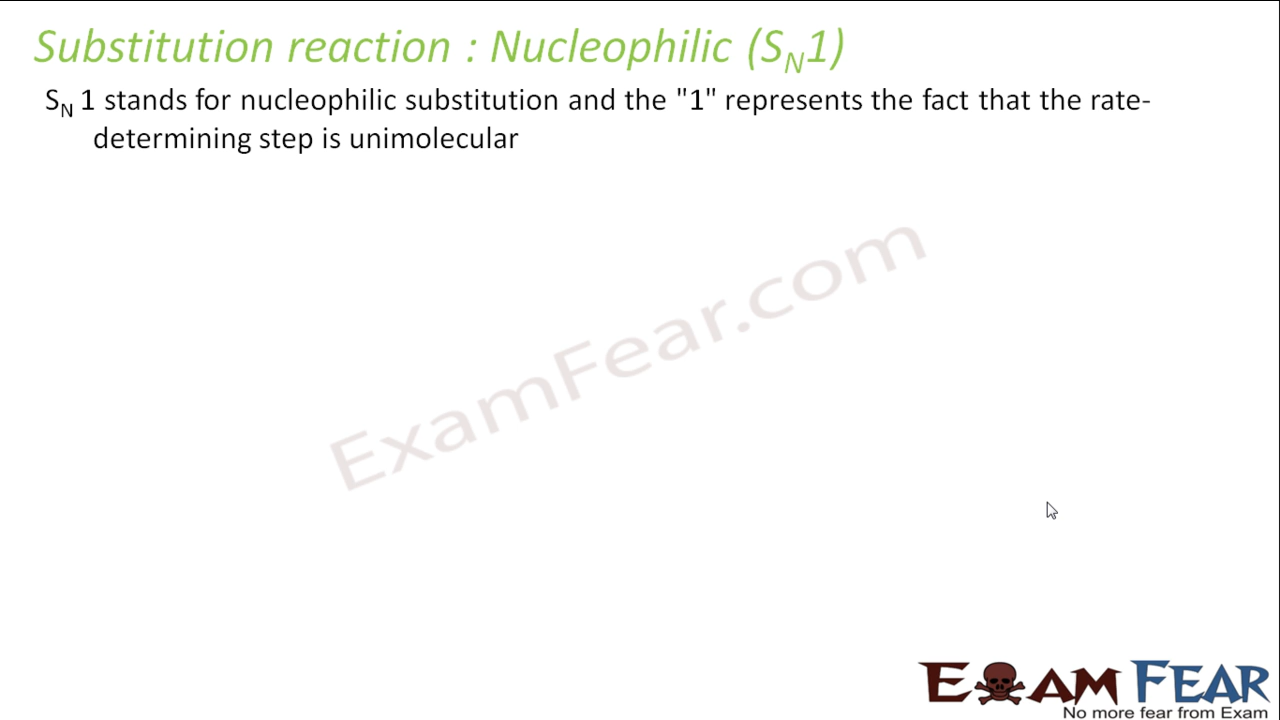 Substitution reaction : Nucleophilic (SN1)
SN 1 stands for nucleophilic substitution and the "1" represents the fact that the rate-
determining step is unimolecular
ExamFear.com
EXAM FEAR
No more fear from Exam